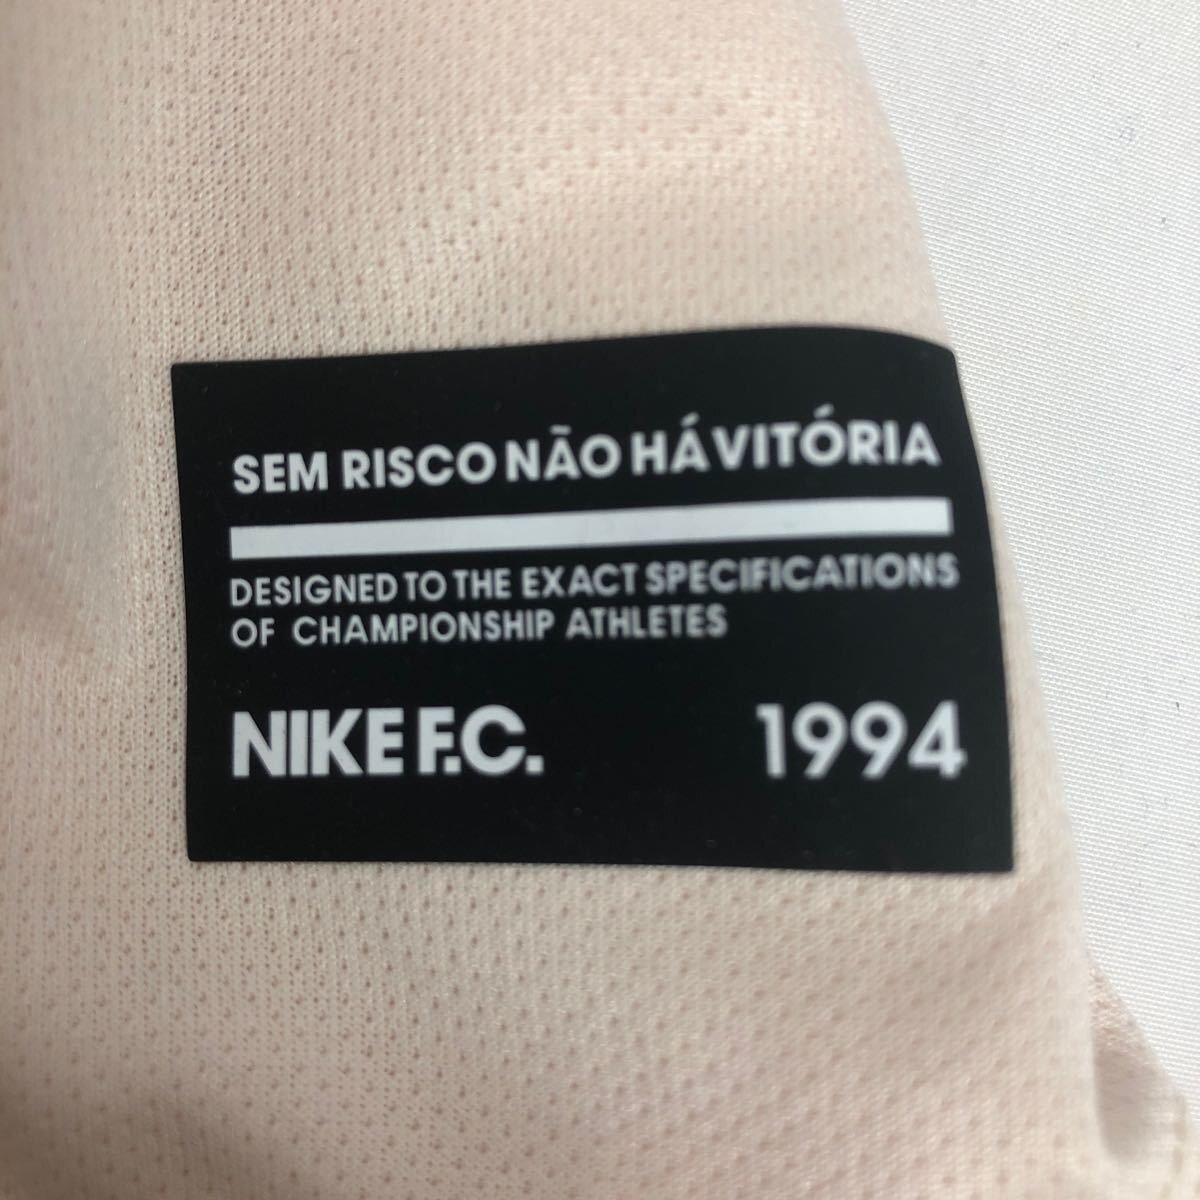 SEM RISCO NÃO HÁ VITÓRIA
DESIGNED TO THE EXACT SPECIFICATIONS
OF CHAMPIONSHIP ATHLETES
NIKE F.C. 1994